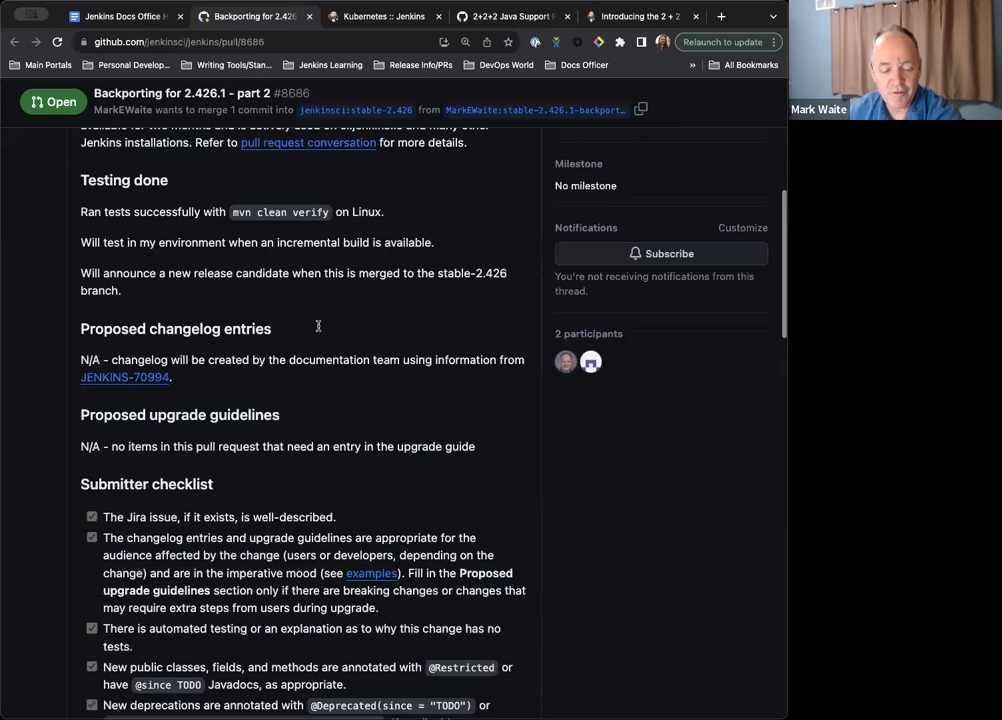 Jenkins Docs Office H
Backporting for 2.426
Kubernetes :: Jenkins
2+2+2 Java Support P
Introducing the 2 + 2
github.com/jenkinsci/jenkins/pull/8686
Relaunch to update
Main Portals
Personal Develop...
Writing Tools/Stan...
Jenkins Learning
Release Info/PRs
DevOps World
Docs Officer
»
All Bookmarks
Mark Waite
Open
Backporting for 2.426.1 - part 2 #8686
MarkEWaite wants to merge 1 commit into jenkinsci:stable-2.426 from MarkEWaite:stable-2.426.1-backport…
Jenkins installations. Refer to pull request conversation for more details.
Testing done
Ran tests successfully with mvn clean verify on Linux.
Will test in my environment when an incremental build is available.
Will announce a new release candidate when this is merged to the stable-2.426
branch.
Proposed changelog entries
N/A - changelog will be created by the documentation team using information from
JENKINS-70994.
Proposed upgrade guidelines
N/A - no items in this pull request that need an entry in the upgrade guide
Submitter checklist
The Jira issue, if it exists, is well-described.
The changelog entries and upgrade guidelines are appropriate for the
audience affected by the change (users or developers, depending on the
change) and are in the imperative mood (see examples). Fill in the Proposed
upgrade guidelines section only if there are breaking changes or changes that
may require extra steps from users during upgrade.
There is automated testing or an explanation as to why this change has no
tests.
New public classes, fields, and methods are annotated with @Restricted or
have @since TODO Javadocs, as appropriate.
New deprecations are annotated with @Deprecated(since = "TODO") or
Milestone
No milestone
Notifications
Customize
Subscribe
You're not receiving notifications from this
thread.
2 participants